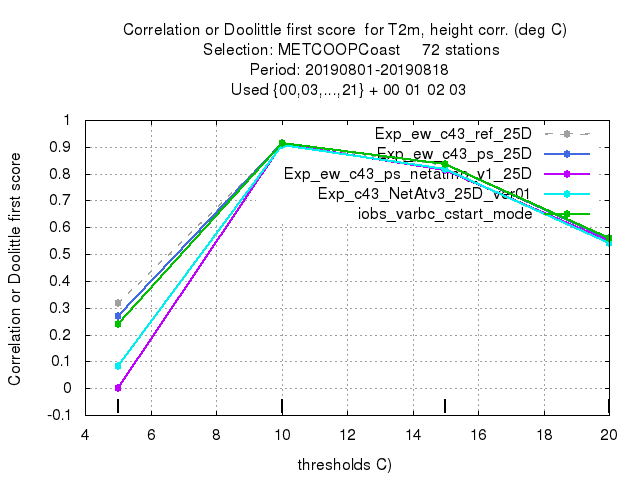 Correlation or Doolittle first score  for T2m, height corr. (deg C)
Selection: METCOOPCoast     72 stations
Period: 20190801-20190818
Used {00,03,...,21} + 00 01 02 03
Correlation or Doolittle first score
1
0.9
0.8
0.7
0.6
0.5
0.4
0.3
0.2
0.1
0
-0.1
Exp_ew_c43_ref_25D
Exp_ew_c43_ps_25D
Exp_ew_c43_ps_netatmo_v1_25D
Exp_c43_NetAtv3_25D_ver01
iobs_varbc_cstart_mode
4 6 8 10 12 14 16 18 20
thresholds C)